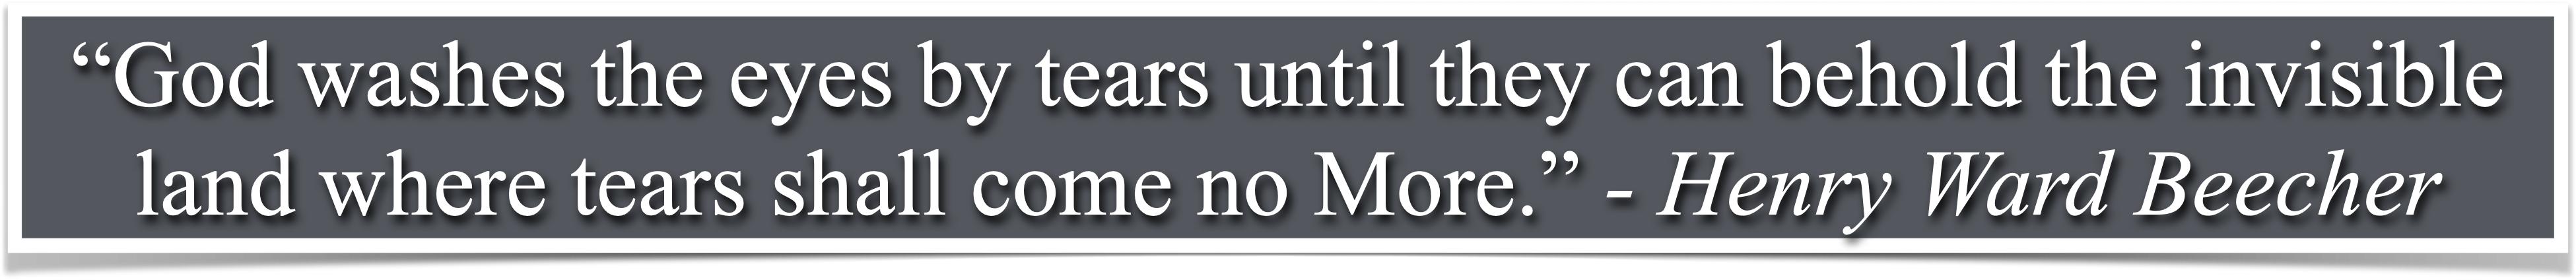 “God washes the eyes by tears until they can behold the invisible
land where tears shall come no More.” - Henry Ward Beecher